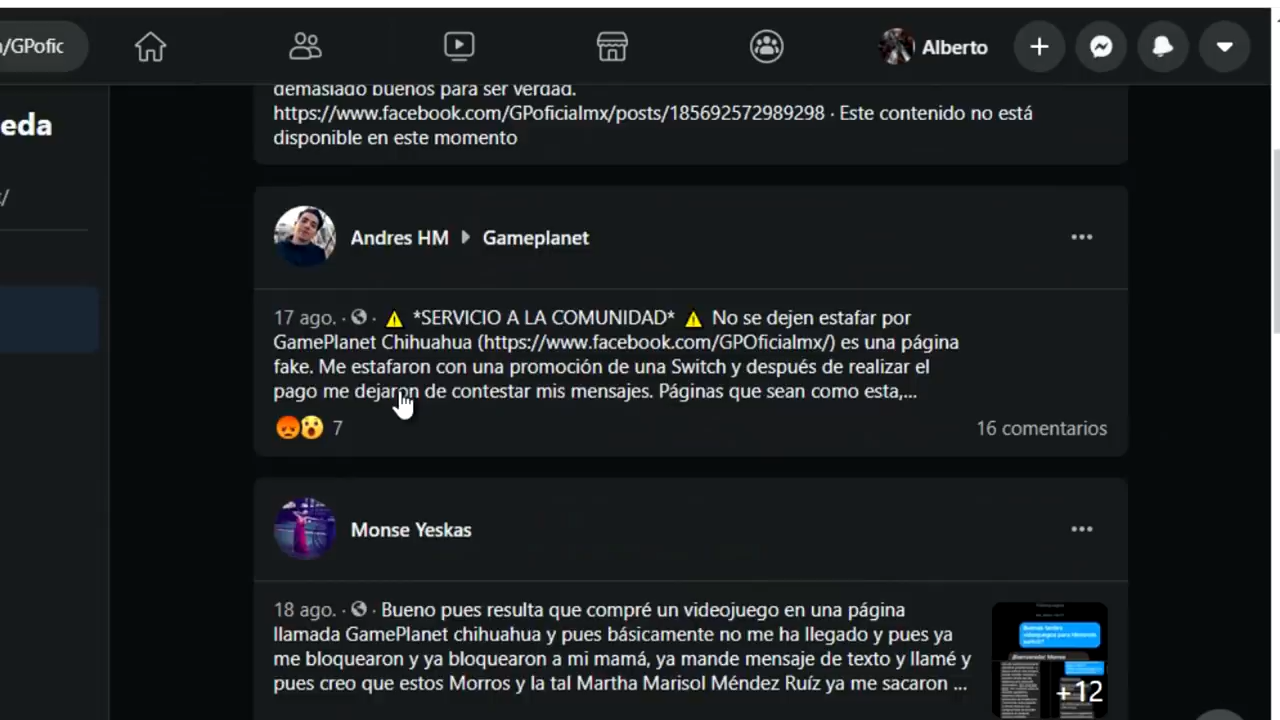 /GPofic
Alberto
eda
demasiado buenos para ser verdad.
https://www.facebook.com/GPoficialmx/posts/185692572989298 · Este contenido no está
disponible en este momento
/
Andres HM ▶ Gameplanet
17 ago. · ⚠ *SERVICIO A LA COMUNIDAD* ⚠ No se dejen estafar por
GamePlanet Chihuahua (https://www.facebook.com/GPOficialmx/) es una página
fake. Me estafaron con una promoción de una Switch y después de realizar el
pago me dejaron de contestar mis mensajes. Páginas que sean como esta,...
7
16 comentarios
Monse Yeskas
18 ago. · Bueno pues resulta que compré un videojuego en una página
llamada GamePlanet chihuahua y pues básicamente no me ha llegado y pues ya
me bloquearon y ya bloquearon a mi mamá, ya mande mensaje de texto y llamé y
pues creo que estos Morros y la tal Martha Marisol Méndez Ruíz ya me sacaron ...
+12